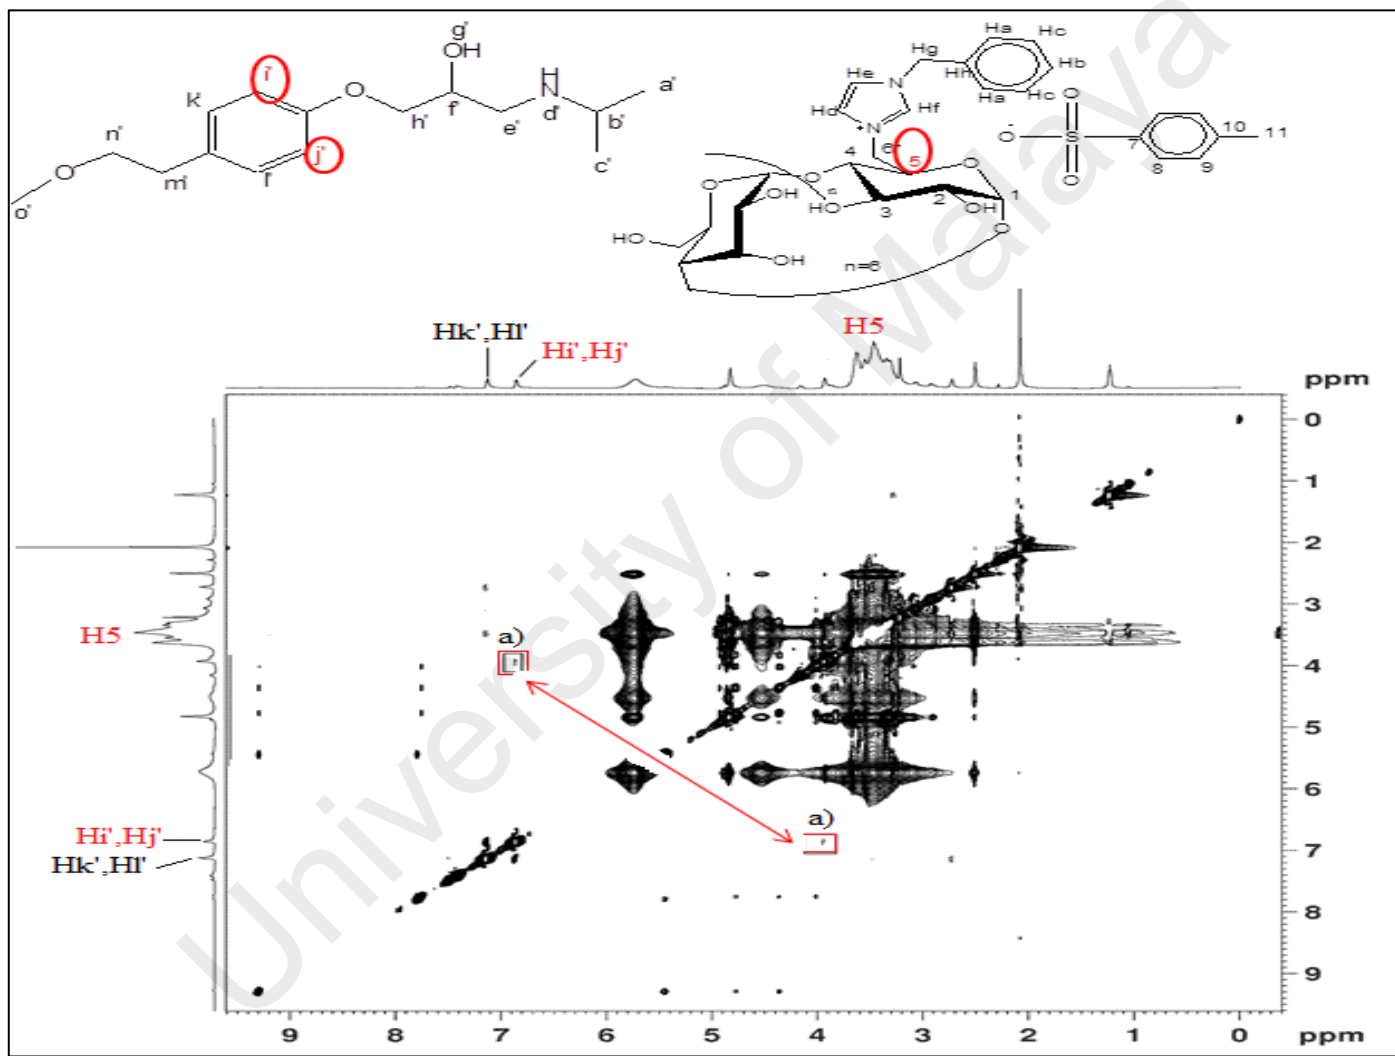 g'
OH
i'
k'
O
H
N
d'
a'
f'
h'
e'
b'
c'
n'
j'
O
m'
l'
o'
Ha
Hc
Hg
Hb
Hh
He
N
Ha
Hc
Hd
Hf
N
+
6
O
O
-
S
O
7
10
11
8
9
4
5
O
1
O
O
OH
s
HO
3
2
OH
O
HO
OH
n=6
Hk',Hl'
Hi',Hj'
H5
ppm
ppm
0
1
2
3
4
5
6
7
8
9
H5
a)
a)
Hi',Hj'
Hk',Hl'
9 8 7 6 5 4 3 2 1 0 ppm
University of Malaya